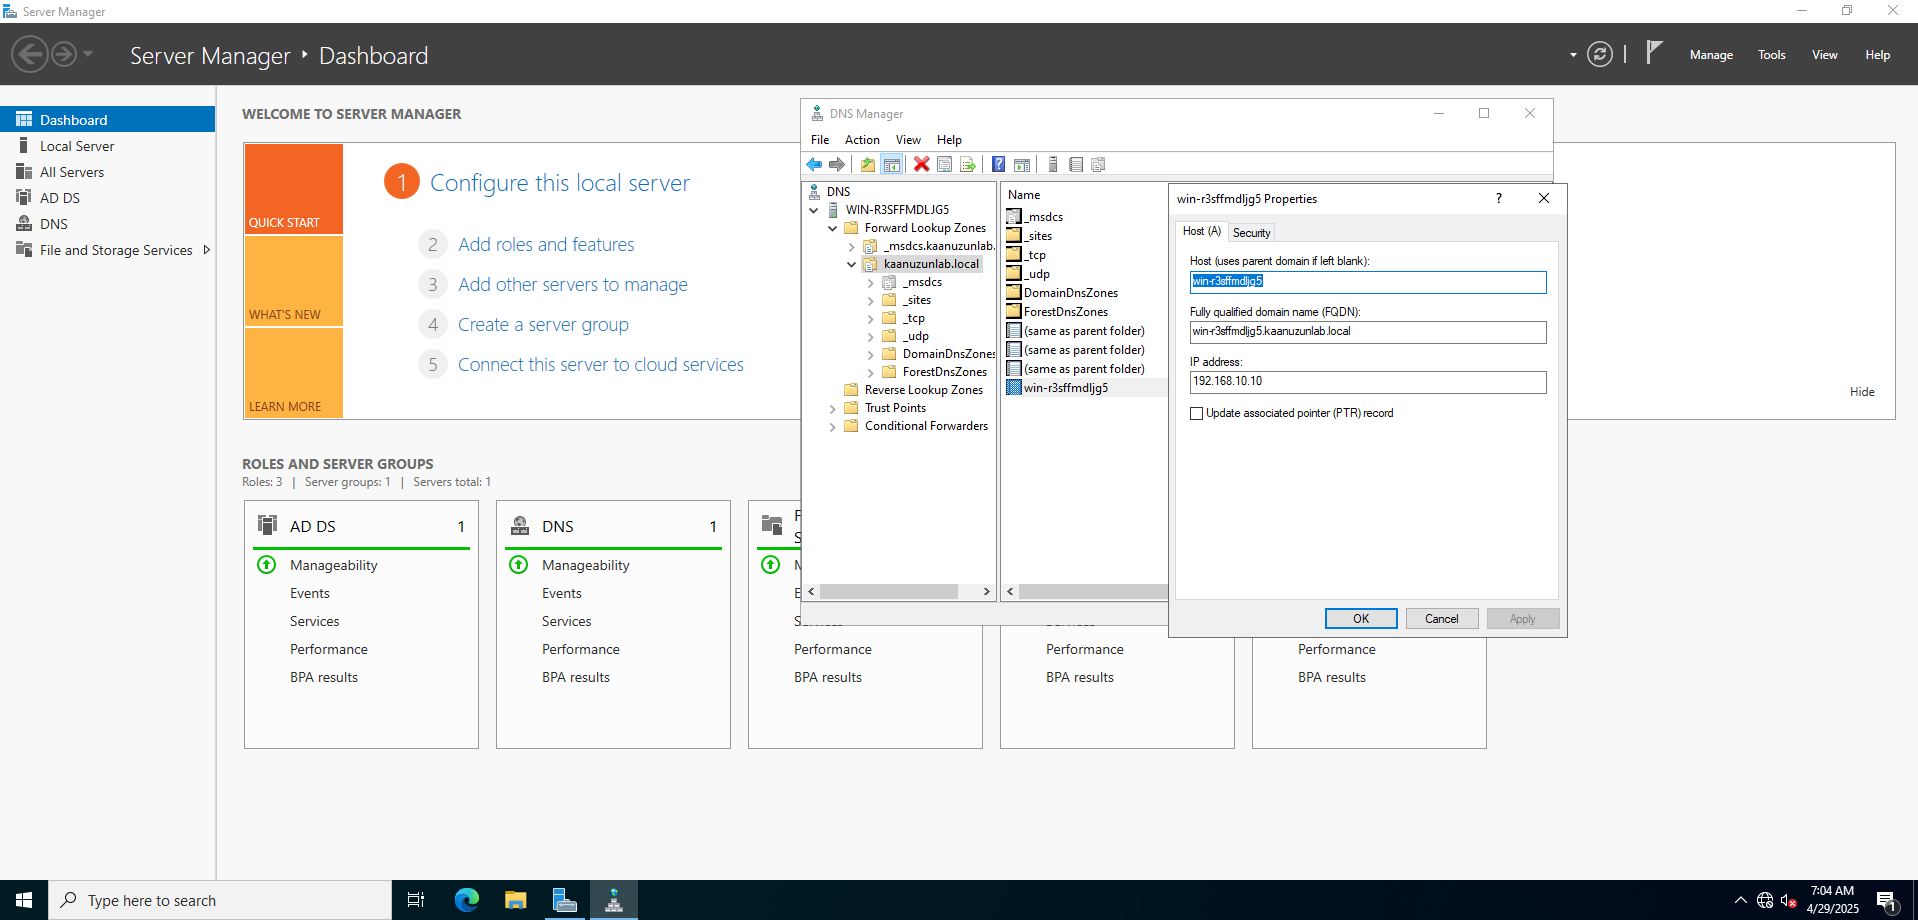 Server Manager
Server Manager ‣ Dashboard
Manage
Tools
View
Help
Dashboard
Local Server
All Servers
AD DS
DNS
File and Storage Services
WELCOME TO SERVER MANAGER
QUICK START
WHAT'S NEW
LEARN MORE
1 Configure this local server
2 Add roles and features
3 Add other servers to manage
4 Create a server group
5 Connect this server to cloud services
Hide
ROLES AND SERVER GROUPS
Roles: 3 | Server groups: 1 | Servers total: 1
AD DS 1
Manageability
Events
Services
Performance
BPA results
DNS 1
Manageability
Events
Services
Performance
BPA results
Performance
BPA results
Performance
BPA results
Performance
BPA results
DNS Manager
File Action View Help
DNS
WIN-R3SFFMDLJG5
Forward Lookup Zones
_msdcs.kaanuzunlab.
kaanuzunlab.local
_msdcs
_sites
_tcp
_udp
DomainDnsZones
ForestDnsZones
Reverse Lookup Zones
Trust Points
Conditional Forwarders
Name
_msdcs
_sites
_tcp
_udp
DomainDnsZones
ForestDnsZones
(same as parent folder)
(same as parent folder)
(same as parent folder)
win-r3sffmdljg5
win-r3sffmdljg5 Properties
?
Host (A) Security
Host (uses parent domain if left blank):
win-r3sffmdljg5
Fully qualified domain name (FQDN):
win-r3sffmdljg5.kaanuzunlab.local
IP address:
192.168.10.10
Update associated pointer (PTR) record
OK Cancel Apply
Type here to search
7:04 AM
4/29/2025
1